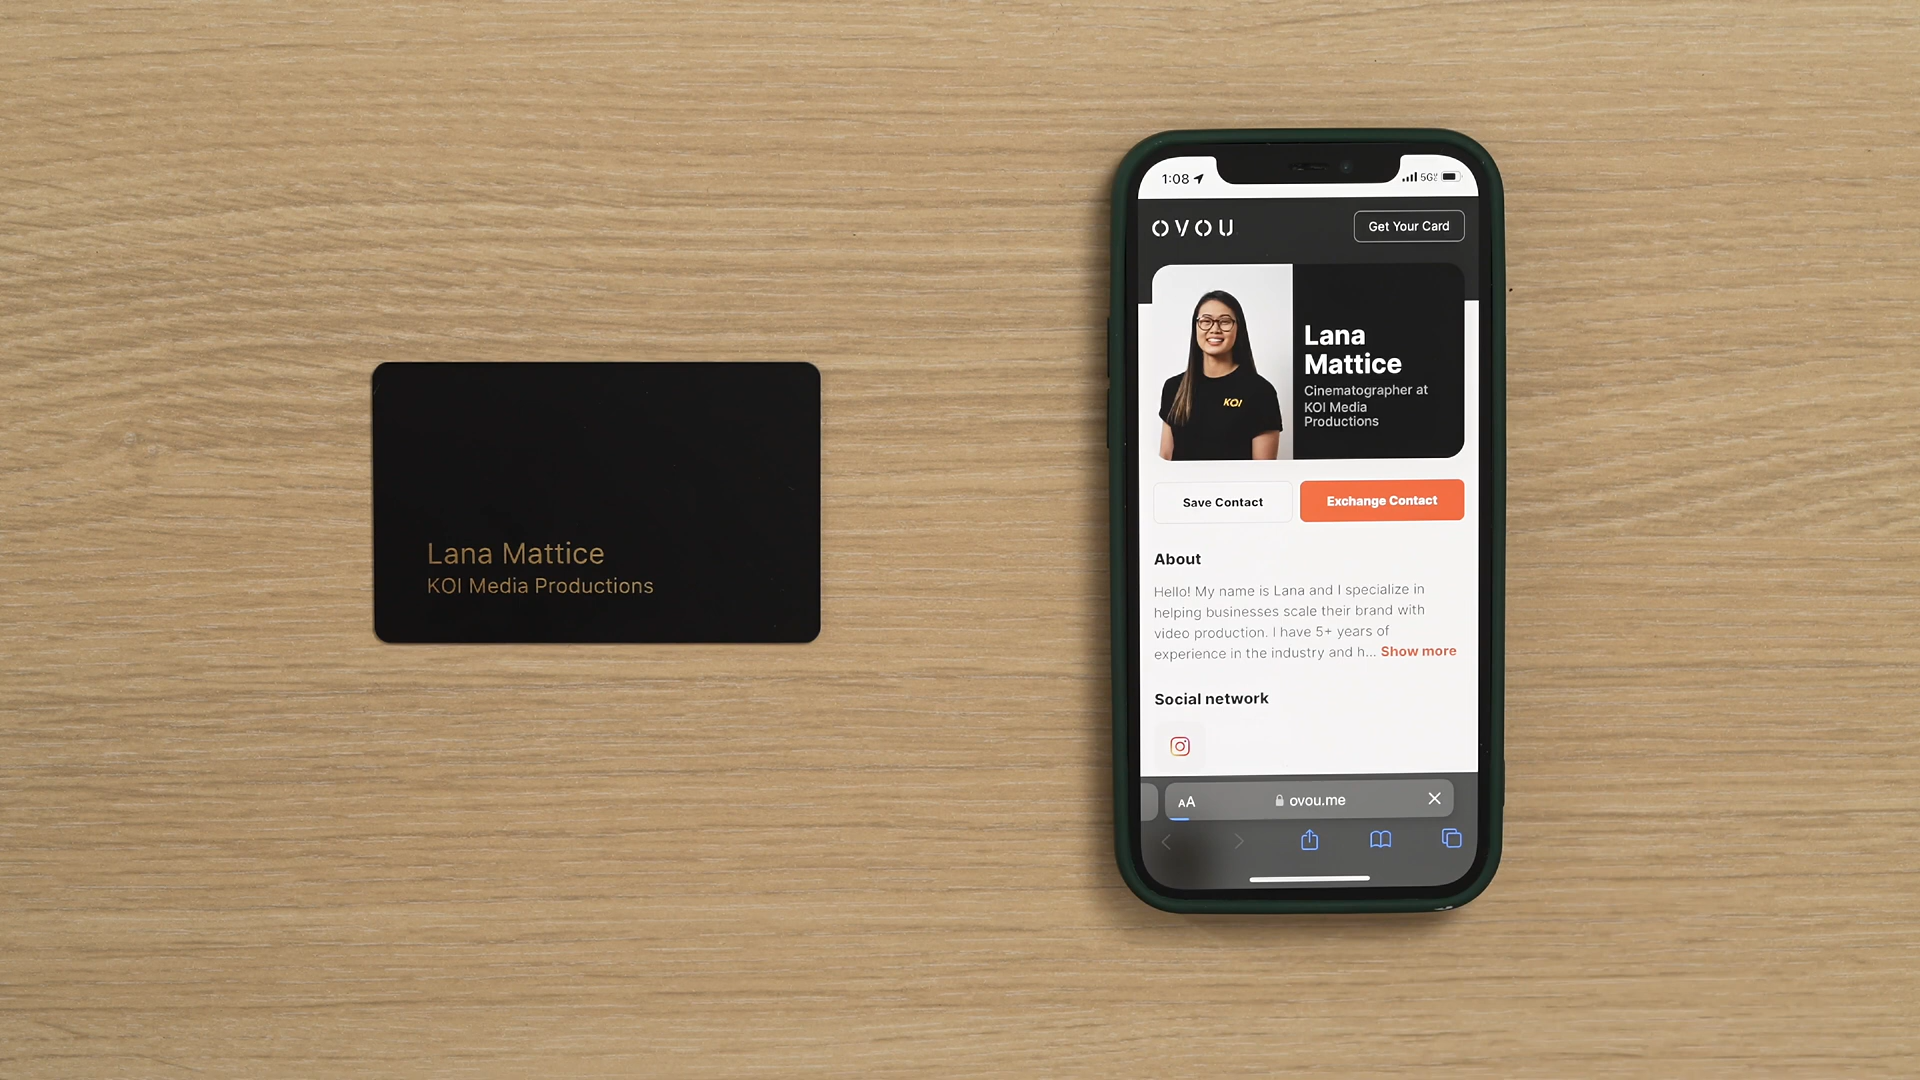 Lana Mattice
KOI Media Productions
1:08
OVOU
Get Your Card
KOI
Lana
Mattice
Cinematographer at
KOI Media
Productions
Save Contact
Exchange Contact
About
Hello! My name is Lana and I specialize in
helping businesses scale their brand with
video production. I have 5+ years of
experience in the industry and h... Show more
Social network
AA
ovou.me